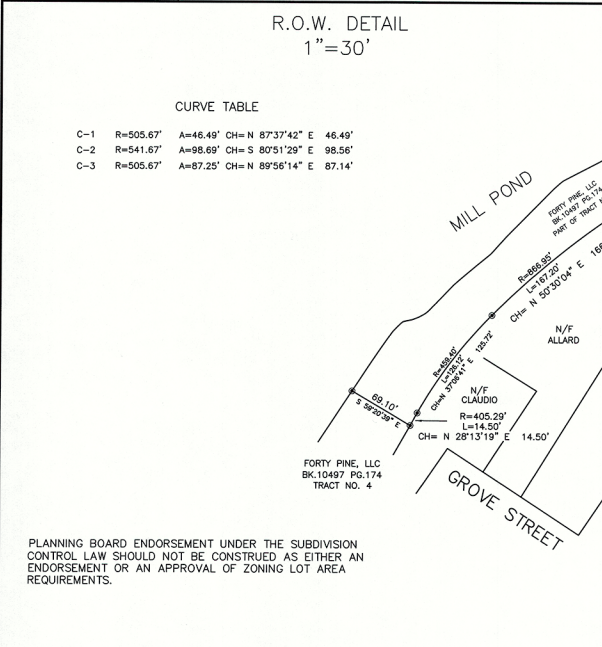 R.O.W. DETAIL
1"=30'
CURVE TABLE
C-1 R=505.67' A=46.49' CH= N 87°37'42" E 46.49'
C-2 R=541.67' A=98.69' CH= S 80°51'29" E 98.56'
C-3 R=505.67' A=87.25' CH= N 89°56'14" E 87.14'
MILL POND
FORTY PINE, LLC
BK.10497 PG.174
PART OF TRACT
R=866.95'
L=167.20'
CH= N 50°30'04" E 166
N/F
ALLARD
R=459.40'
L=126.12'
CH=N 37°06'41" E 125.72'
N/F
CLAUDIO
R=405.29'
L=14.50'
CH= N 28°13'19" E 14.50'
69.10'
S 59°20'39" E
FORTY PINE, LLC
BK.10497 PG.174
TRACT NO. 4
GROVE STREET
PLANNING BOARD ENDORSEMENT UNDER THE SUBDIVISION
CONTROL LAW SHOULD NOT BE CONSTRUED AS EITHER AN
ENDORSEMENT OR AN APPROVAL OF ZONING LOT AREA
REQUIREMENTS.